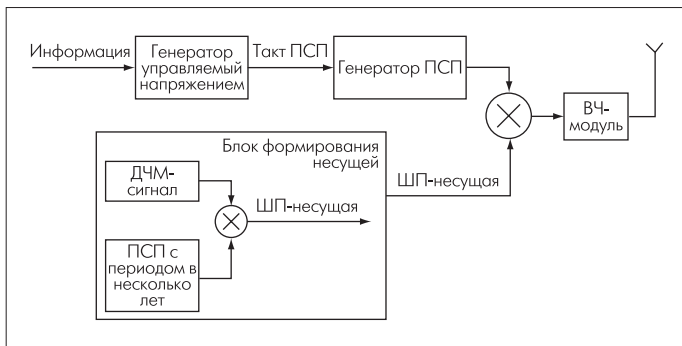 Информация
Генератор
управляемый
напряжением
Такт ПСП
Генератор ПСП
ВЧ-
модуль
Блок формирования
несущей
ДЧМ-
сигнал
ШП-несущая
ШП-несущая
ПСП с
периодом в
несколько
лет